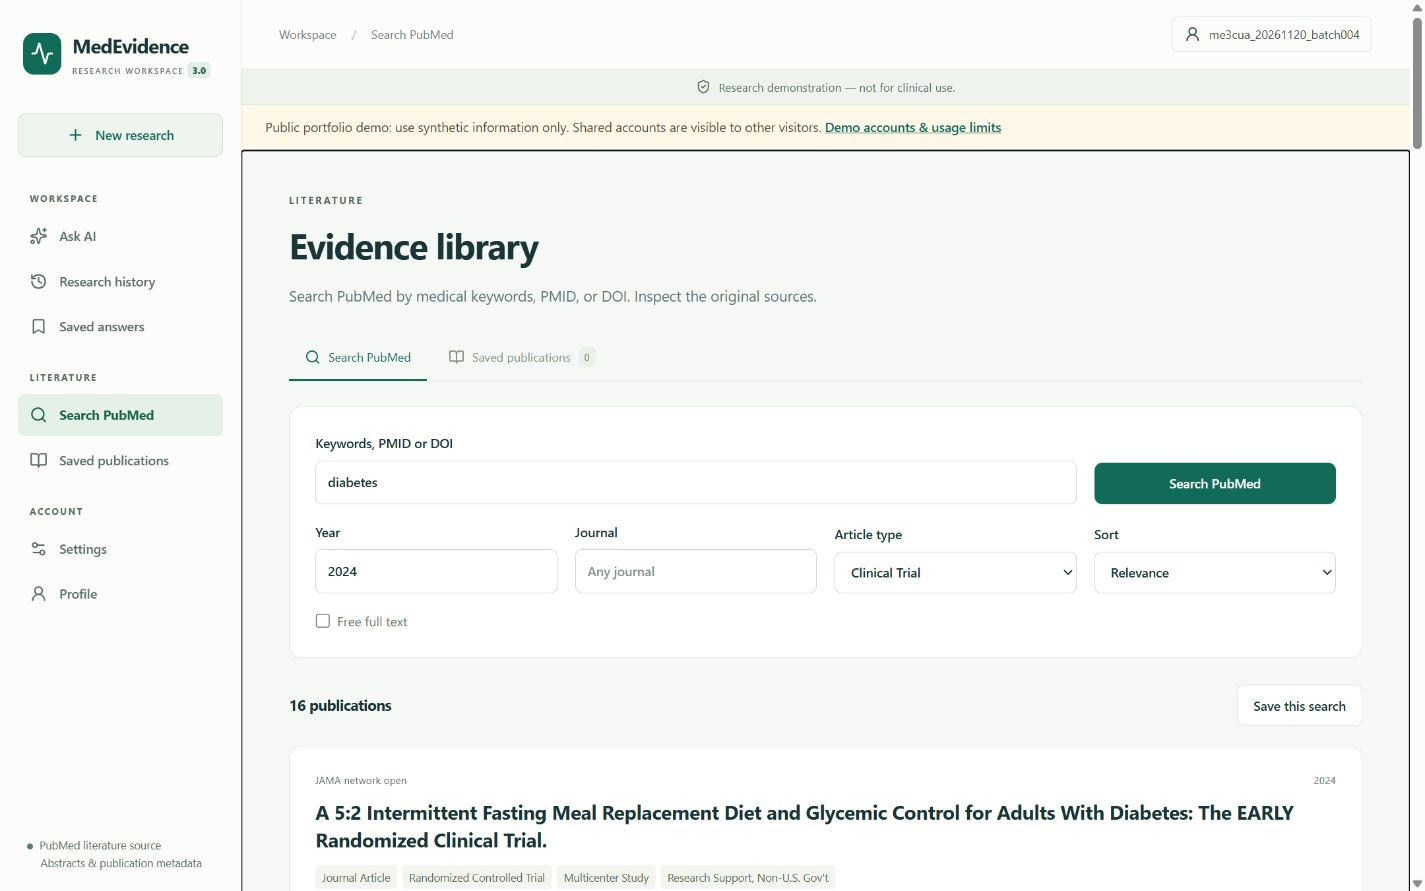 MedEvidence
RESEARCH WORKSPACE 3.0
New research
WORKSPACE
Ask AI
Research history
Saved answers
LITERATURE
Search PubMed
Saved publications
ACCOUNT
Settings
Profile
PubMed literature source
Abstracts & publication metadata
Workspace / Search PubMed
me3cua_20261120_batch004
Research demonstration — not for clinical use.
Public portfolio demo: use synthetic information only. Shared accounts are visible to other visitors. Demo accounts & usage limits
LITERATURE
Evidence library
Search PubMed by medical keywords, PMID, or DOI. Inspect the original sources.
Search PubMed Saved publications 0
Keywords, PMID or DOI
diabetes
Search PubMed
Year Journal Article type Sort
2024 Any journal Clinical Trial Relevance
Free full text
16 publications
Save this search
JAMA network open 2024
A 5:2 Intermittent Fasting Meal Replacement Diet and Glycemic Control for Adults With Diabetes: The EARLY
Randomized Clinical Trial.
Journal Article Randomized Controlled Trial Multicenter Study Research Support, Non-U.S. Gov't